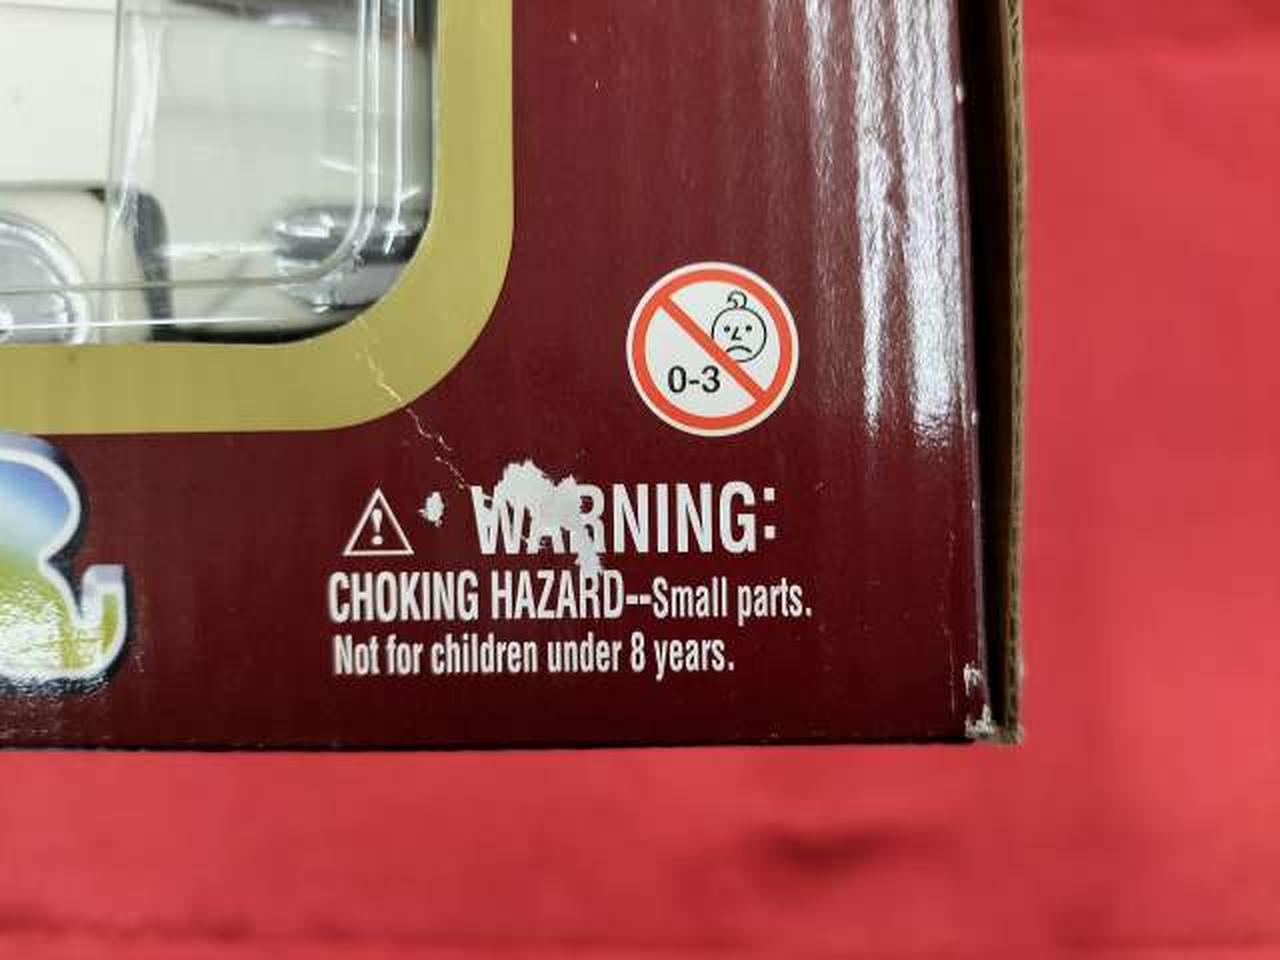 0-3
WARNING:
CHOKING HAZARD--Small parts.
Not for children under 8 years.